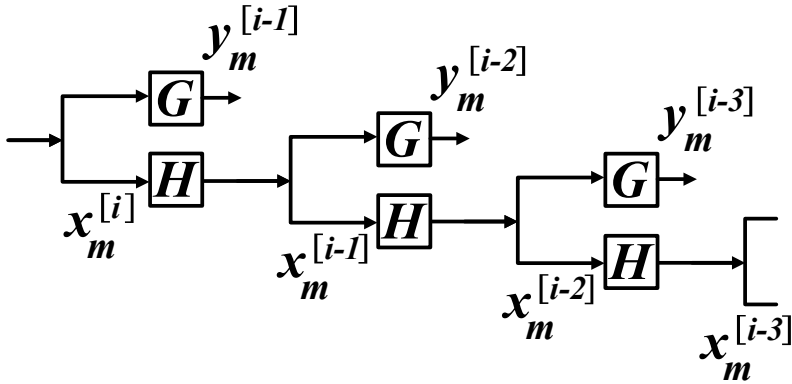 y_m^[i-1]
G
y_m^[i-2]
H
G
y_m^[i-3]
x_m^[i]
H
G
x_m^[i-1]
H
x_m^[i-2]
x_m^[i-3]